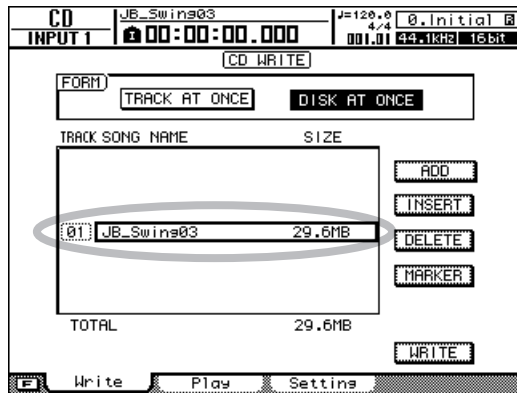 CD JB_Swing03 ♩=120.0 0.Initial
INPUT 1 00:00:00.000 4/4 001.01 44.1kHz 16bit
CD WRITE
FORM
TRACK AT ONCE DISK AT ONCE
TRACK SONG NAME SIZE
ADD
INSERT
01 JB_Swing03 29.6MB
DELETE
MARKER
TOTAL 29.6MB
WRITE
F Write Play Setting